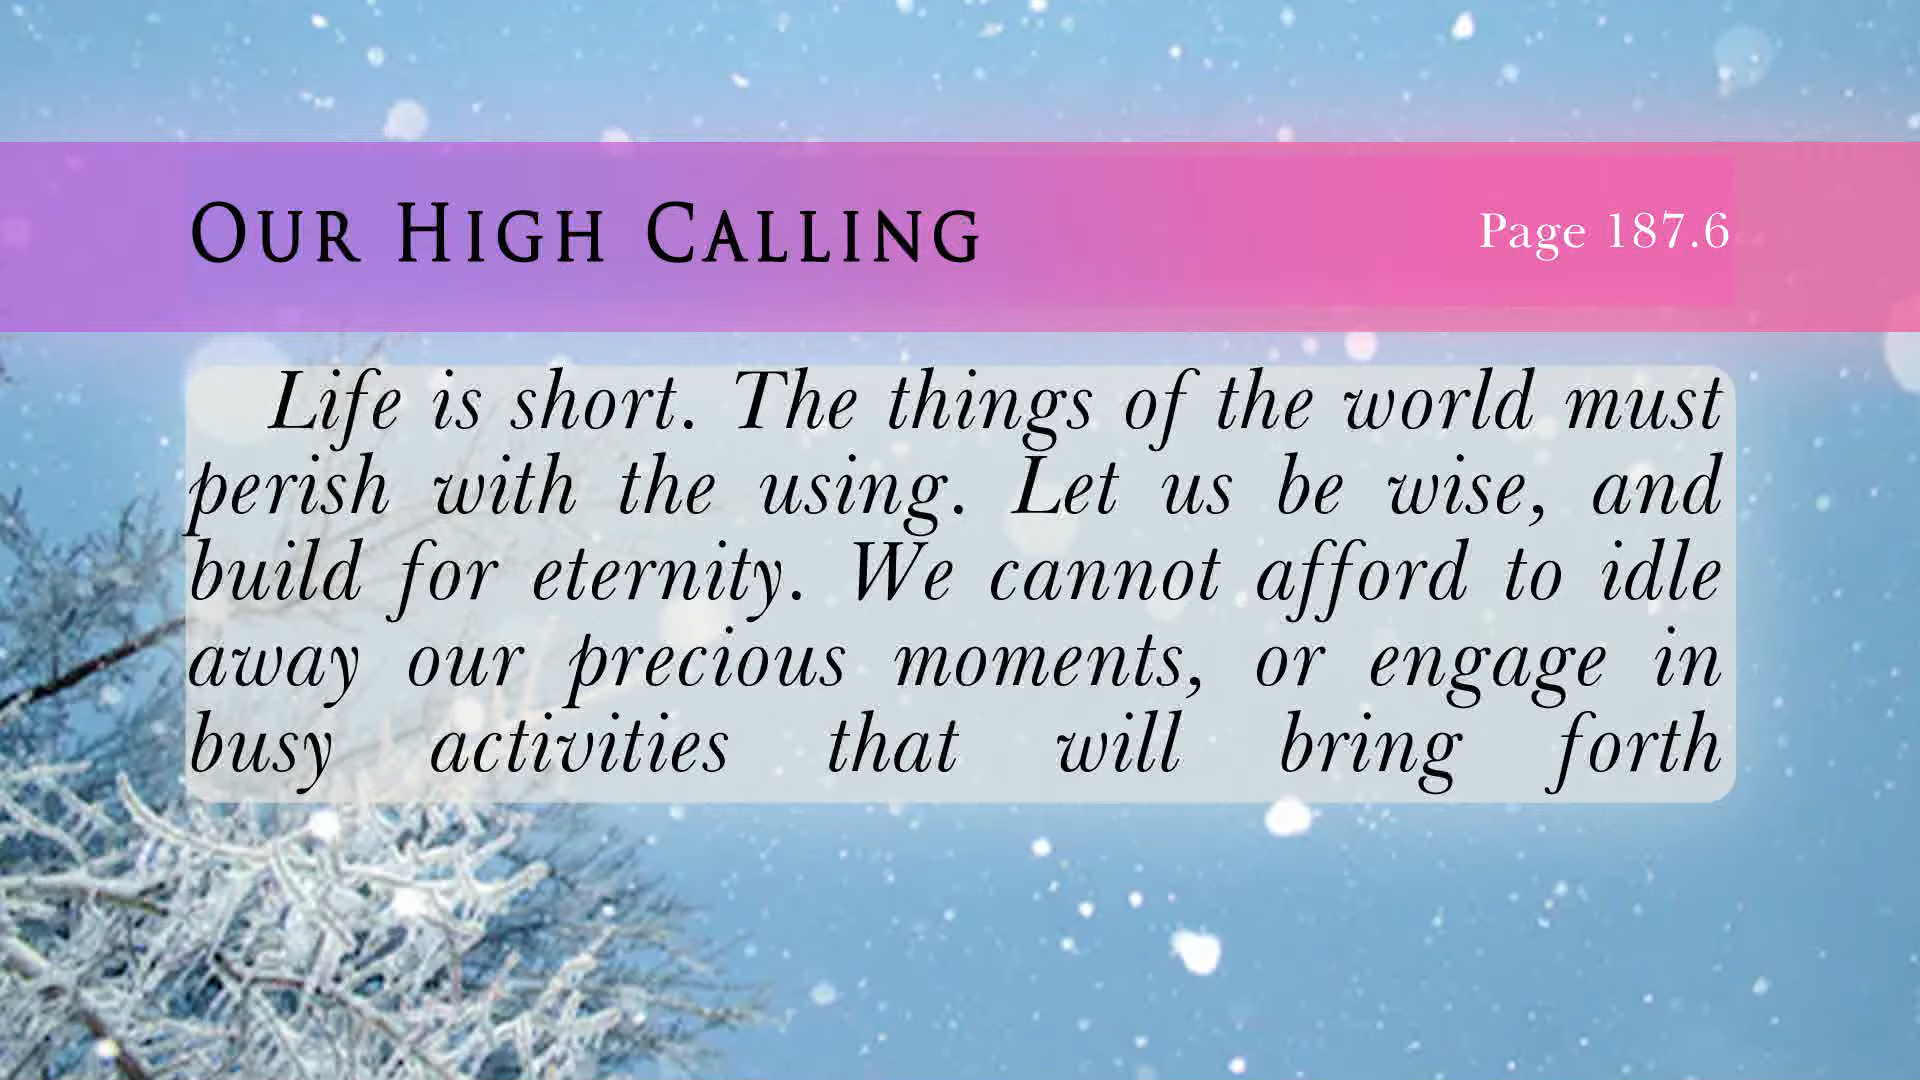 Our High Calling
Page 187.6
Life is short. The things of the world must
perish with the using. Let us be wise, and
build for eternity. We cannot afford to idle
away our precious moments, or engage in
busy activities that will bring forth